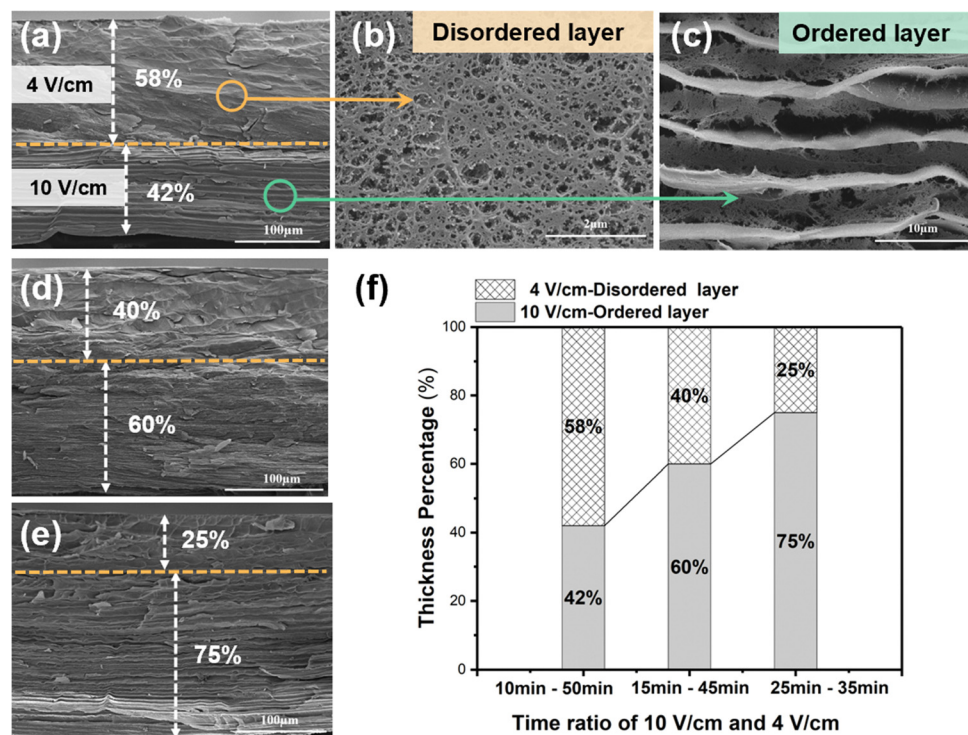 (a)
4 V/cm
58%
10 V/cm
42%
100μm
(b)
Disordered layer
2μm
(c)
Ordered layer
10μm
(d)
40%
60%
100μm
(e)
25%
75%
100μm
(f)
4 V/cm-Disordered layer
10 V/cm-Ordered layer
Thickness Percentage (%)
100
80
60
40
20
0
58%
42%
40%
60%
25%
75%
10min - 50min
15min - 45min
25min - 35min
Time ratio of 10 V/cm and 4 V/cm